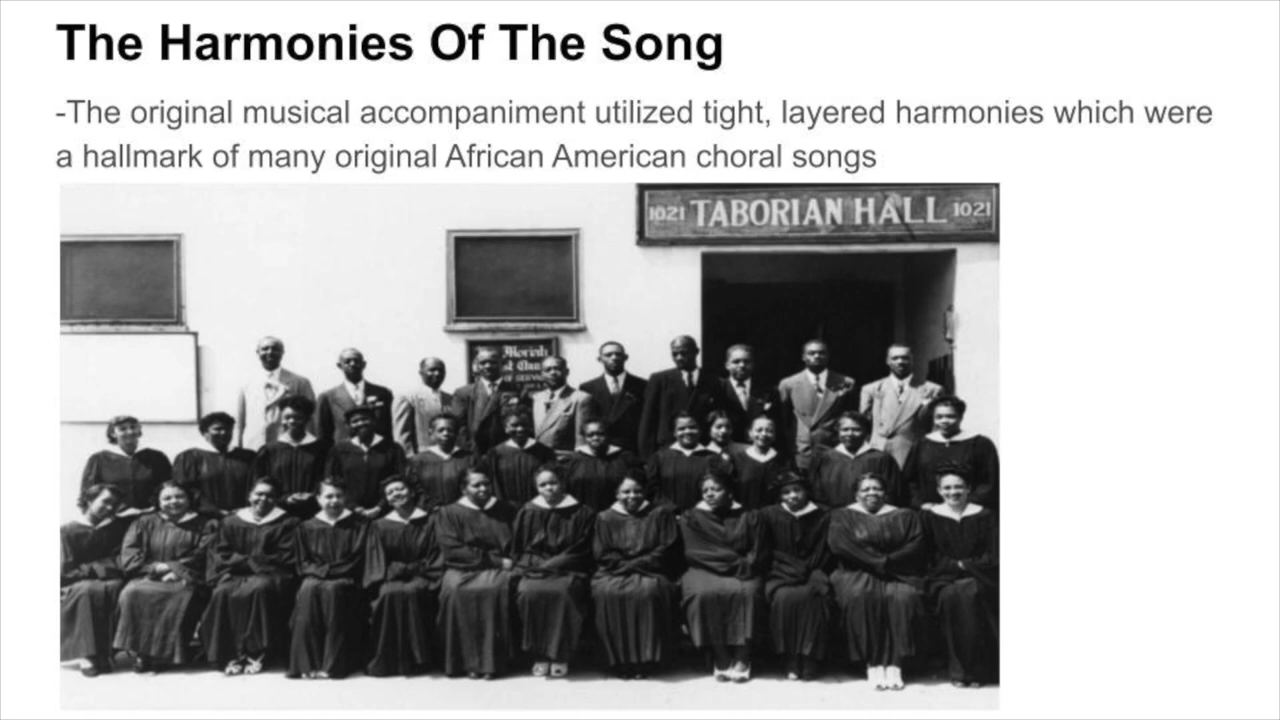 The Harmonies Of The Song
-The original musical accompaniment utilized tight, layered harmonies which were
a hallmark of many original African American choral songs
1021 TABORIAN HALL 1021
Moriah